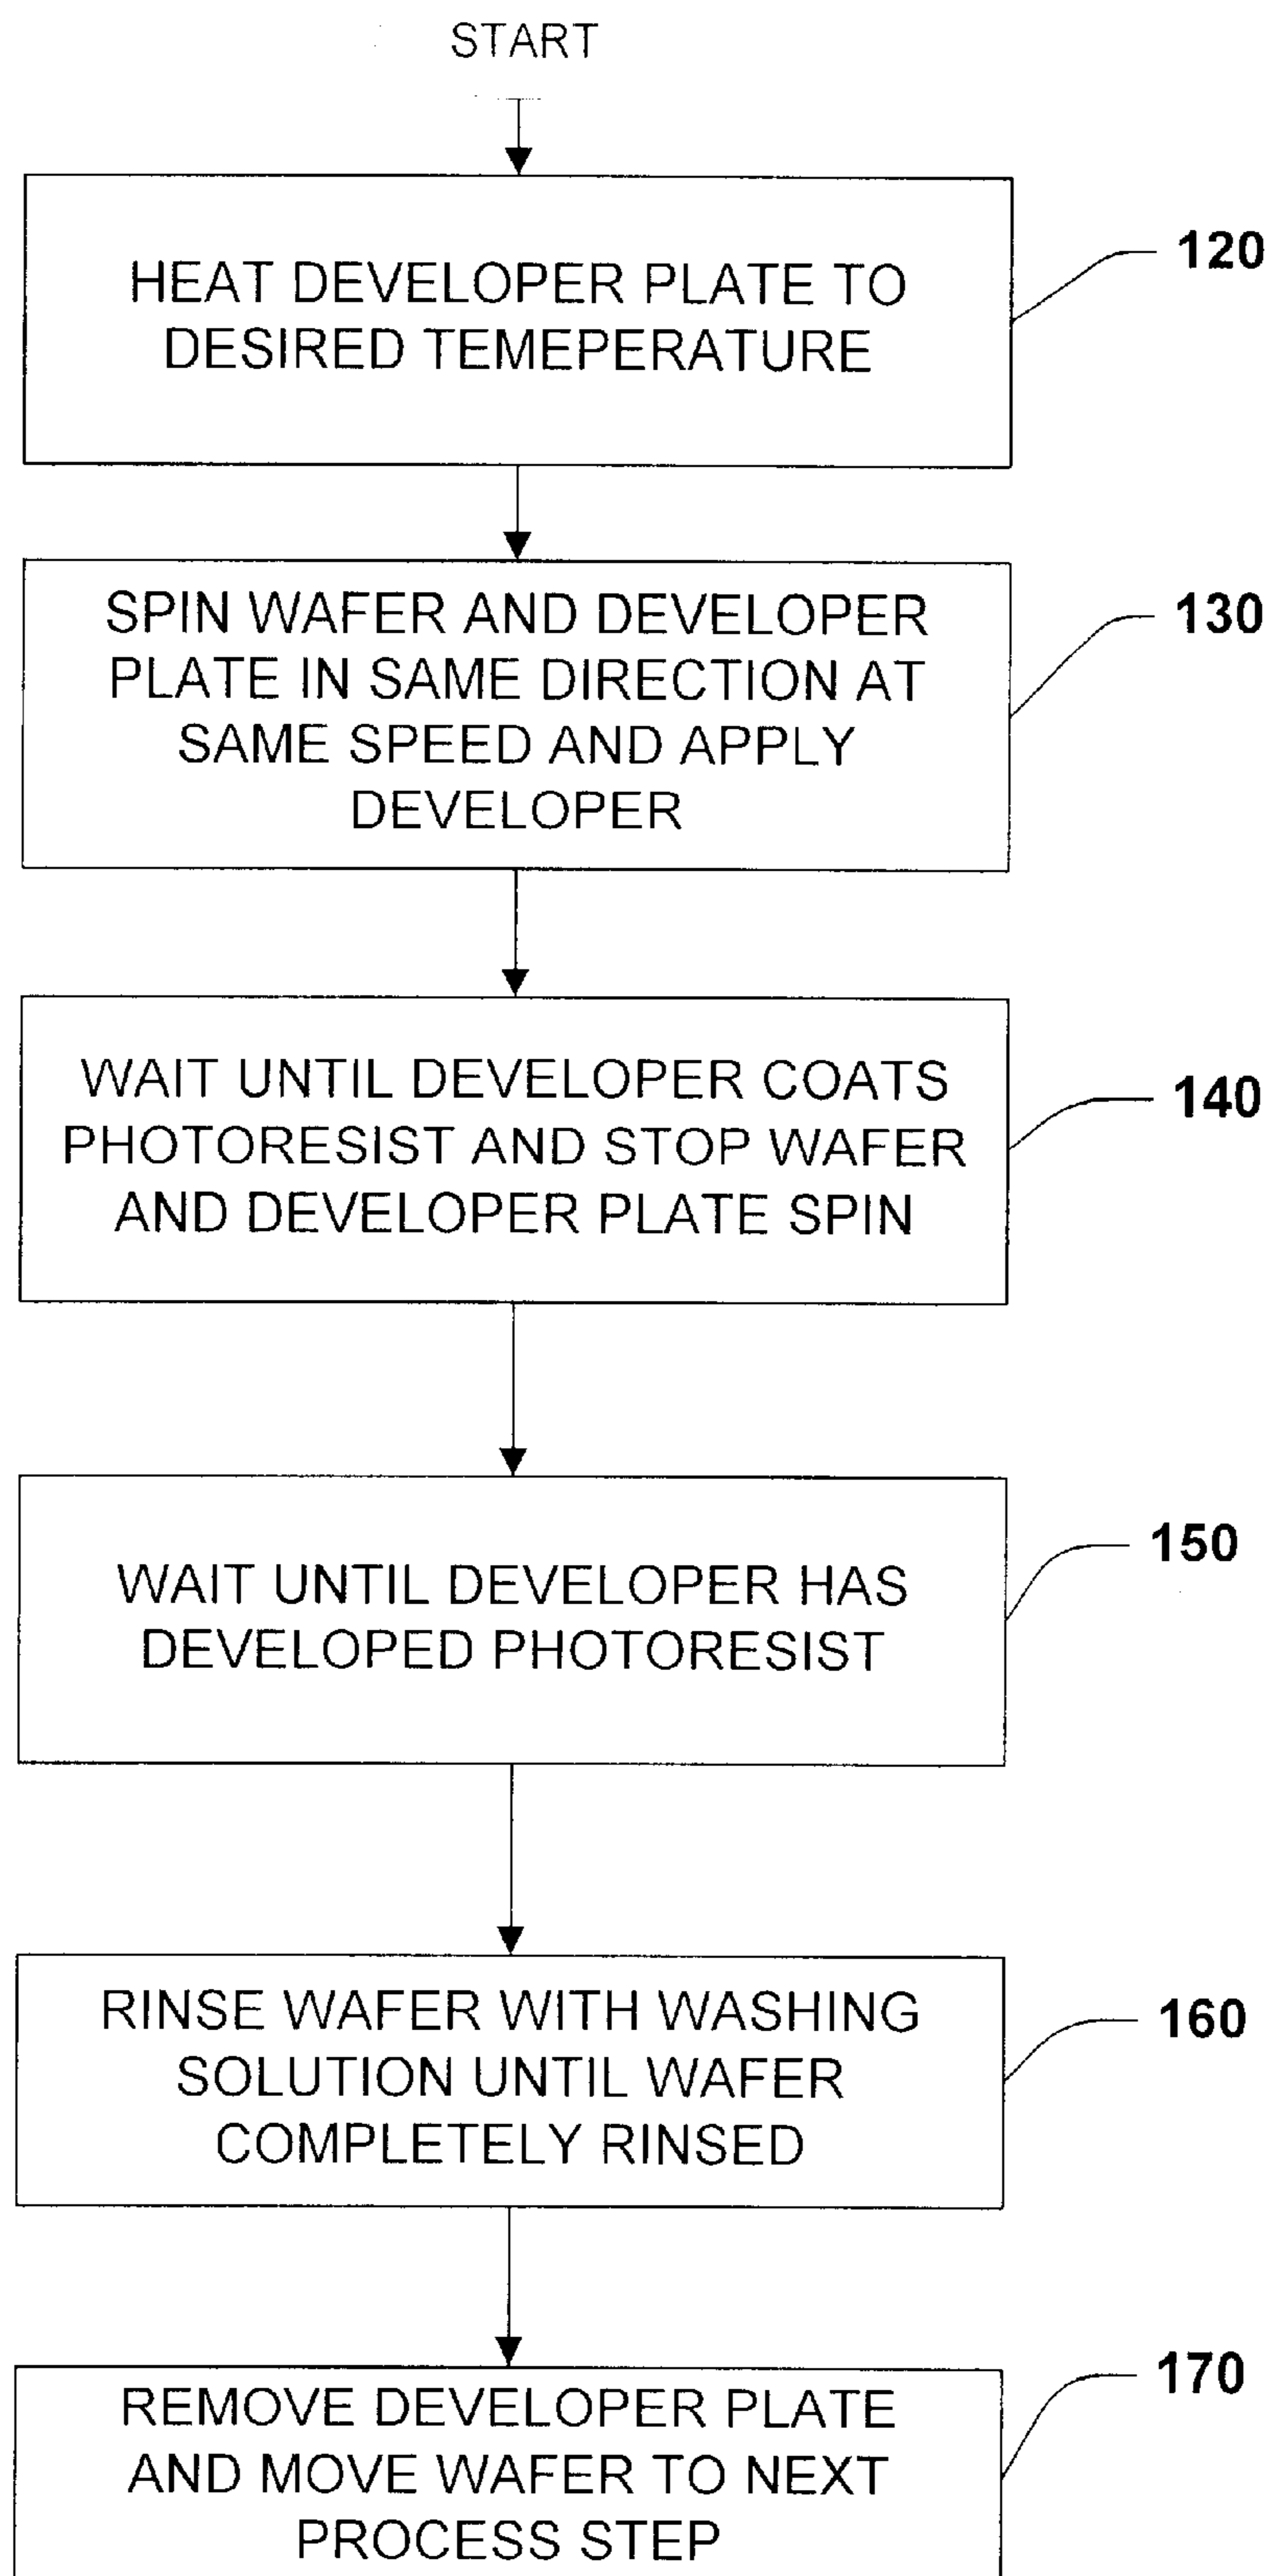 START
HEAT DEVELOPER PLATE TO
DESIRED TEMEPERATURE
120
SPIN WAFER AND DEVELOPER
PLATE IN SAME DIRECTION AT
SAME SPEED AND APPLY
DEVELOPER
130
WAIT UNTIL DEVELOPER COATS
PHOTORESIST AND STOP WAFER
AND DEVELOPER PLATE SPIN
140
WAIT UNTIL DEVELOPER HAS
DEVELOPED PHOTORESIST
150
RINSE WAFER WITH WASHING
SOLUTION UNTIL WAFER
COMPLETELY RINSED
160
REMOVE DEVELOPER PLATE
AND MOVE WAFER TO NEXT
PROCESS STEP
170